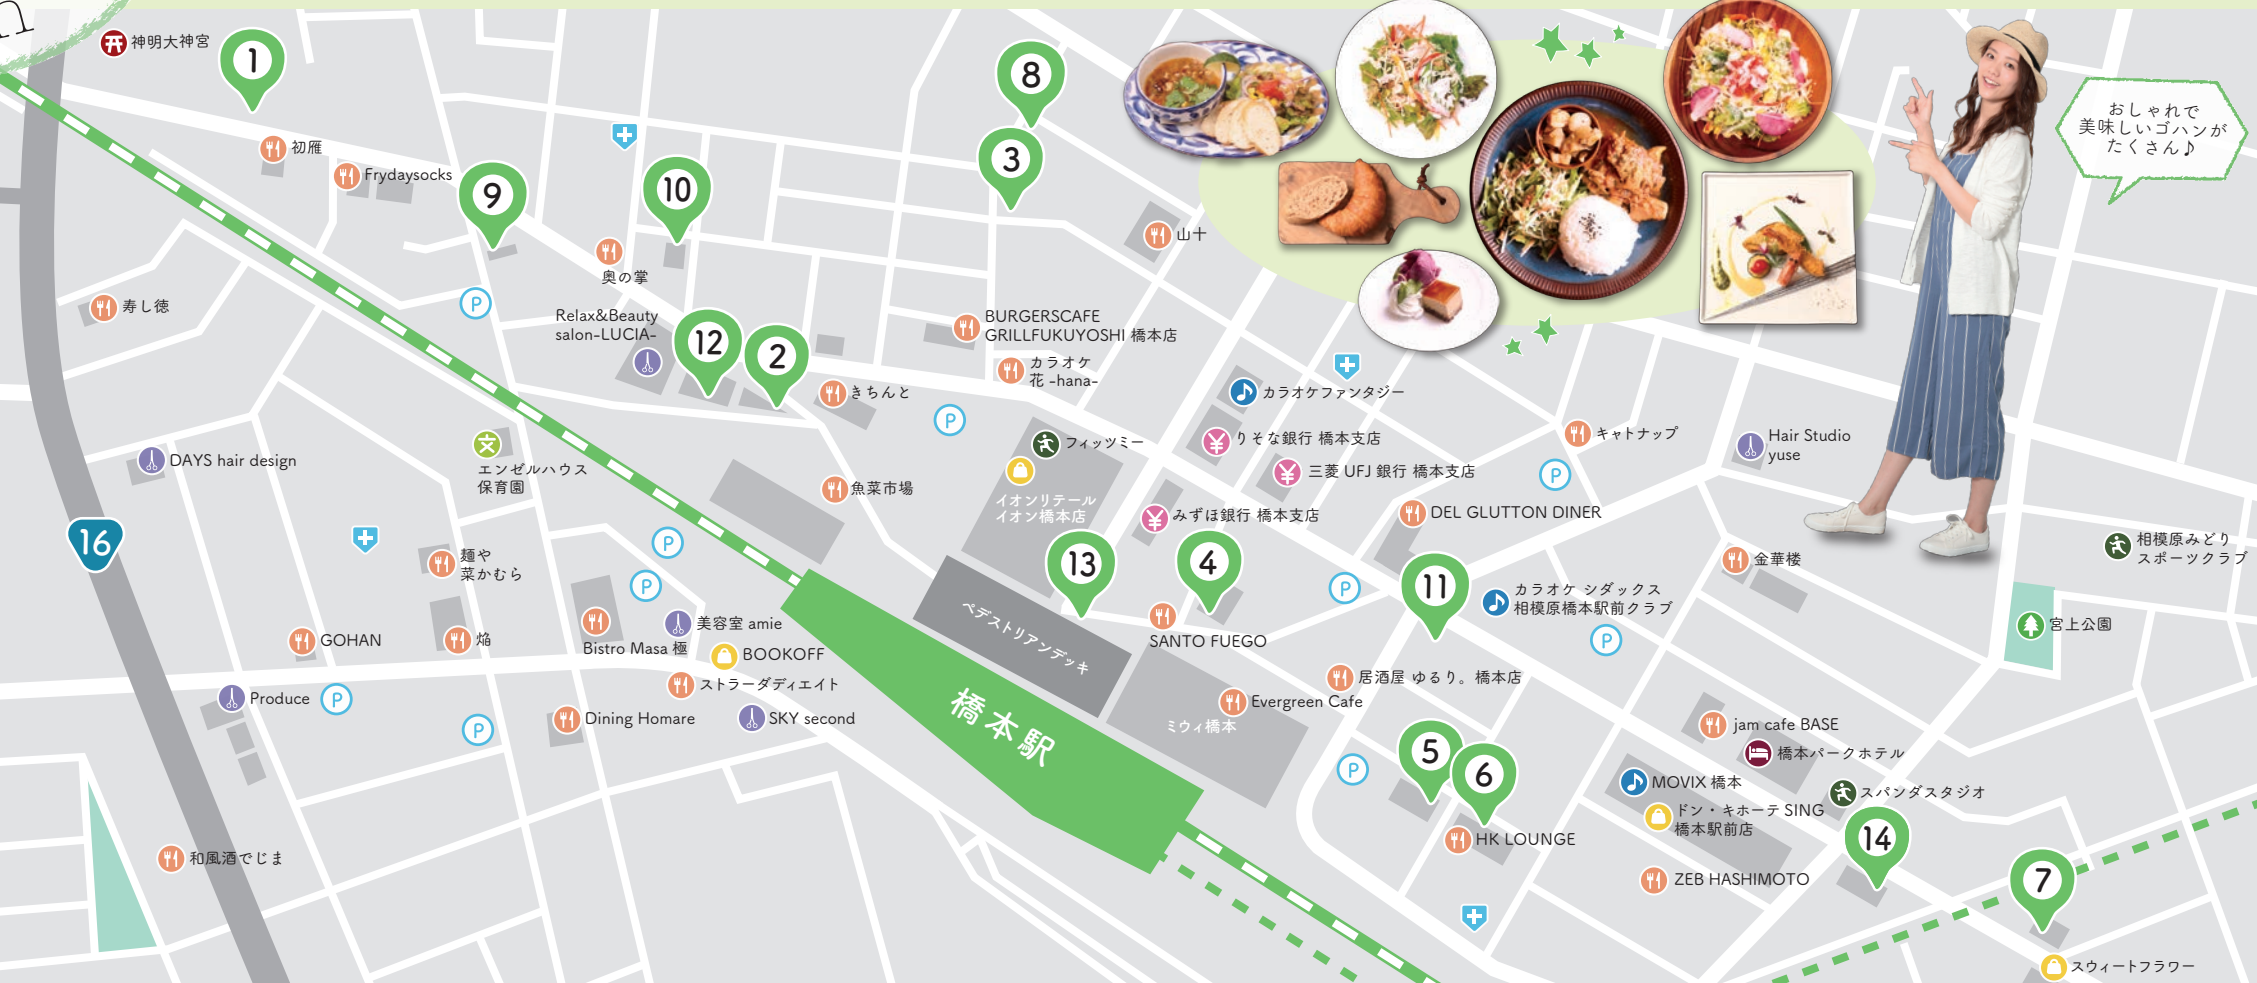 n
神明大神宮
1
初雁
Frydaysocks
9
10
奥の掌
8
3
山十
おしゃれで
美味しいゴハンが
たくさん♪
寿し徳
P
Relax&Beauty
salon-LUCIA-
12
2
きちんと
BURGERSCAFE
GRILLFUKUYOSHI 橋本店
カラオケ
花 -hana-
P
カラオケファンタジー
りそな銀行 橋本支店
三菱 UFJ 銀行 橋本支店
キャトナップ
P
Hair Studio
yuse
DAYS hair design
エンゼルハウス
保育園
文
魚菜市場
フィッツミー
イオンリテール
イオン橋本店
みずほ銀行 橋本支店
DEL GLUTTON DINER
16
麺や
菜かむら
P
P
13
4
P
11
カラオケ シダックス
相模原橋本駅前クラブ
P
金華楼
相模原みどり
スポーツクラブ
宮上公園
GOHAN
焔
Bistro Masa 極
美容室 amie
BOOKOFF
ストラーダディエイト
ペデストリアンデッキ
SANTO FUEGO
居酒屋 ゆるり。橋本店
Evergreen Cafe
ミウィ橋本
Produce
P
P
Dining Homare
SKY second
橋本駅
P
5
6
HK LOUNGE
jam cafe BASE
橋本パークホテル
MOVIX 橋本
ドン・キホーテ SING
橋本駅前店
スパンダスタジオ
14
ZEB HASHIMOTO
7
和風酒でじま
スウィートフラワー
¥
¥
¥